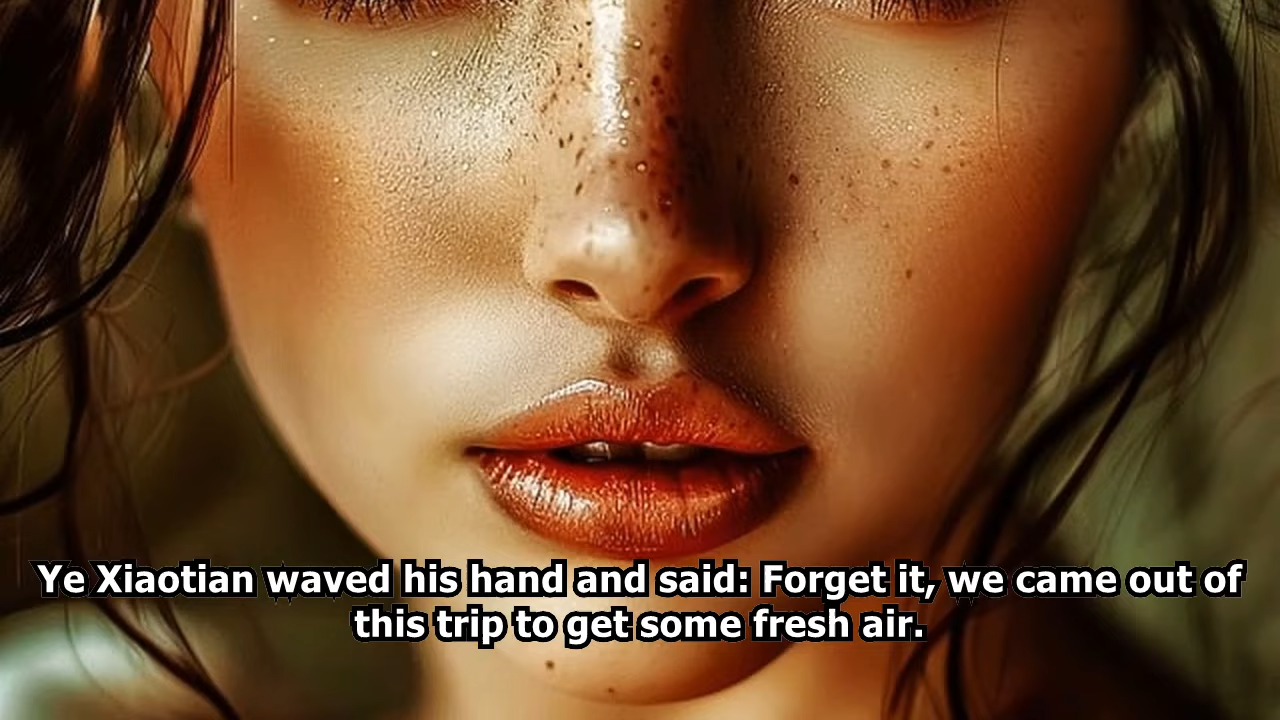 Ye Xiaotian waved his hand and said: Forget it, we came out of
this trip to get some fresh air.